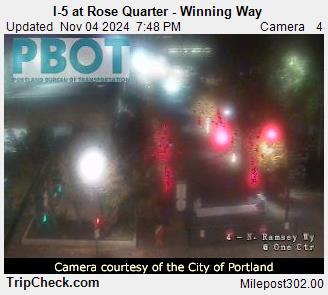 I-5 at Rose Quarter - Winning Way
Updated Nov 04 2024 7:48 PM Camera 4
PBOT
PORTLAND BUREAU OF TRANSPORTATION
4 - N. Ramsey Wy
@ One Ctr
Camera courtesy of the City of Portland
TripCheck.com Milepost302.00